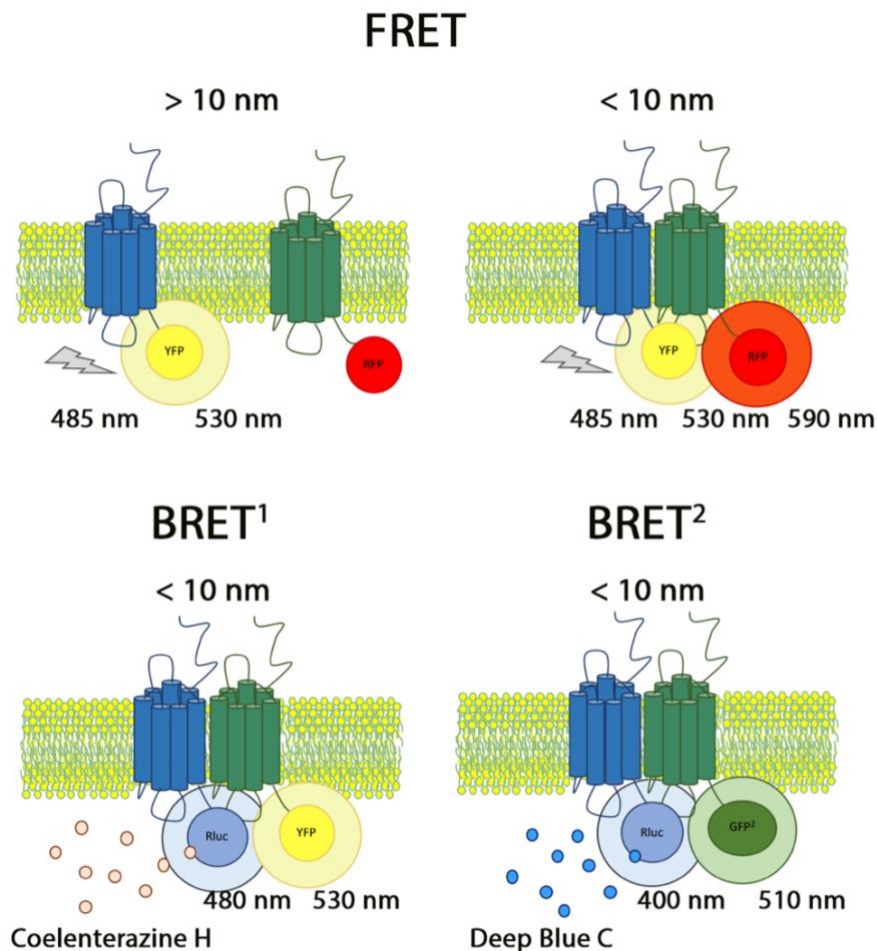 FRET
> 10 nm
< 10 nm
YFP
RFP
YFP
RFP
485 nm 530 nm
485 nm 530 nm 590 nm
BRET¹
BRET²
< 10 nm
< 10 nm
Rluc
YFP
Rluc
GFP²
480 nm 530 nm
400 nm 510 nm
Coelenterazine H
Deep Blue C